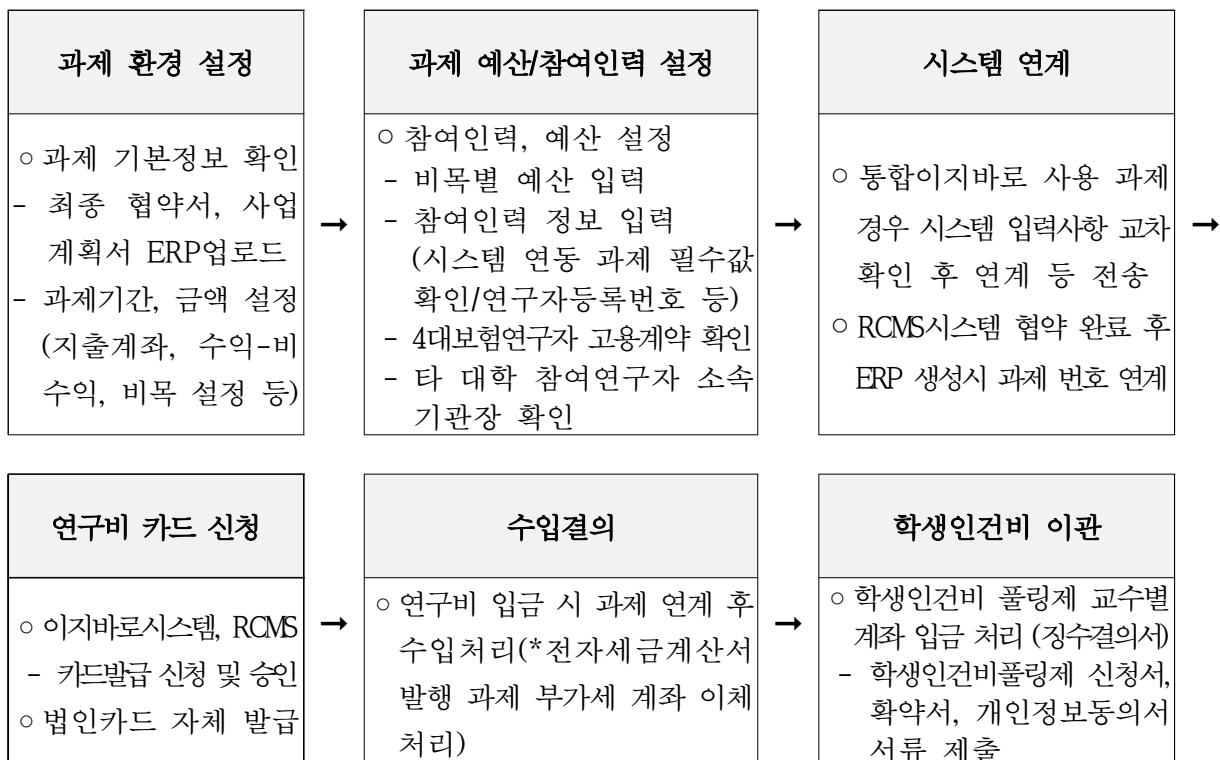 과제 환경 설정
○ 과제 기본정보 확인
- 최종 협약서, 사업
계획서 ERP업로드
- 과제기간, 금액 설정
(지출계좌, 수익-비
수익, 비목 설정 등)
→
과제 예산/참여인력 설정
○ 참여인력, 예산 설정
- 비목별 예산 입력
- 참여인력 정보 입력
(시스템 연동 과제 필수값
확인/연구자등록번호 등)
- 4대보험연구자 고용계약 확인
- 타 대학 참여연구자 소속
기관장 확인
→
시스템 연계
○ 통합이지바로 사용 과제
경우 시스템 입력사항 교차
확인 후 연계 등 전송
○ RCMS시스템 협약 완료 후
ERP 생성시 과제 번호 연계
→
연구비 카드 신청
○ 이지바로시스템, RCMS
- 카드발급 신청 및 승인
○ 법인카드 자체 발급
→
수입결의
○ 연구비 입금 시 과제 연계 후
수입처리(*전자세금계산서
발행 과제 부가세 계좌 이체
처리)
→
학생인건비 이관
○ 학생인건비 풀링제 교수별
계좌 입금 처리 (징수결의서)
- 학생인건비풀링제 신청서,
확약서, 개인정보동의서
서류 제출